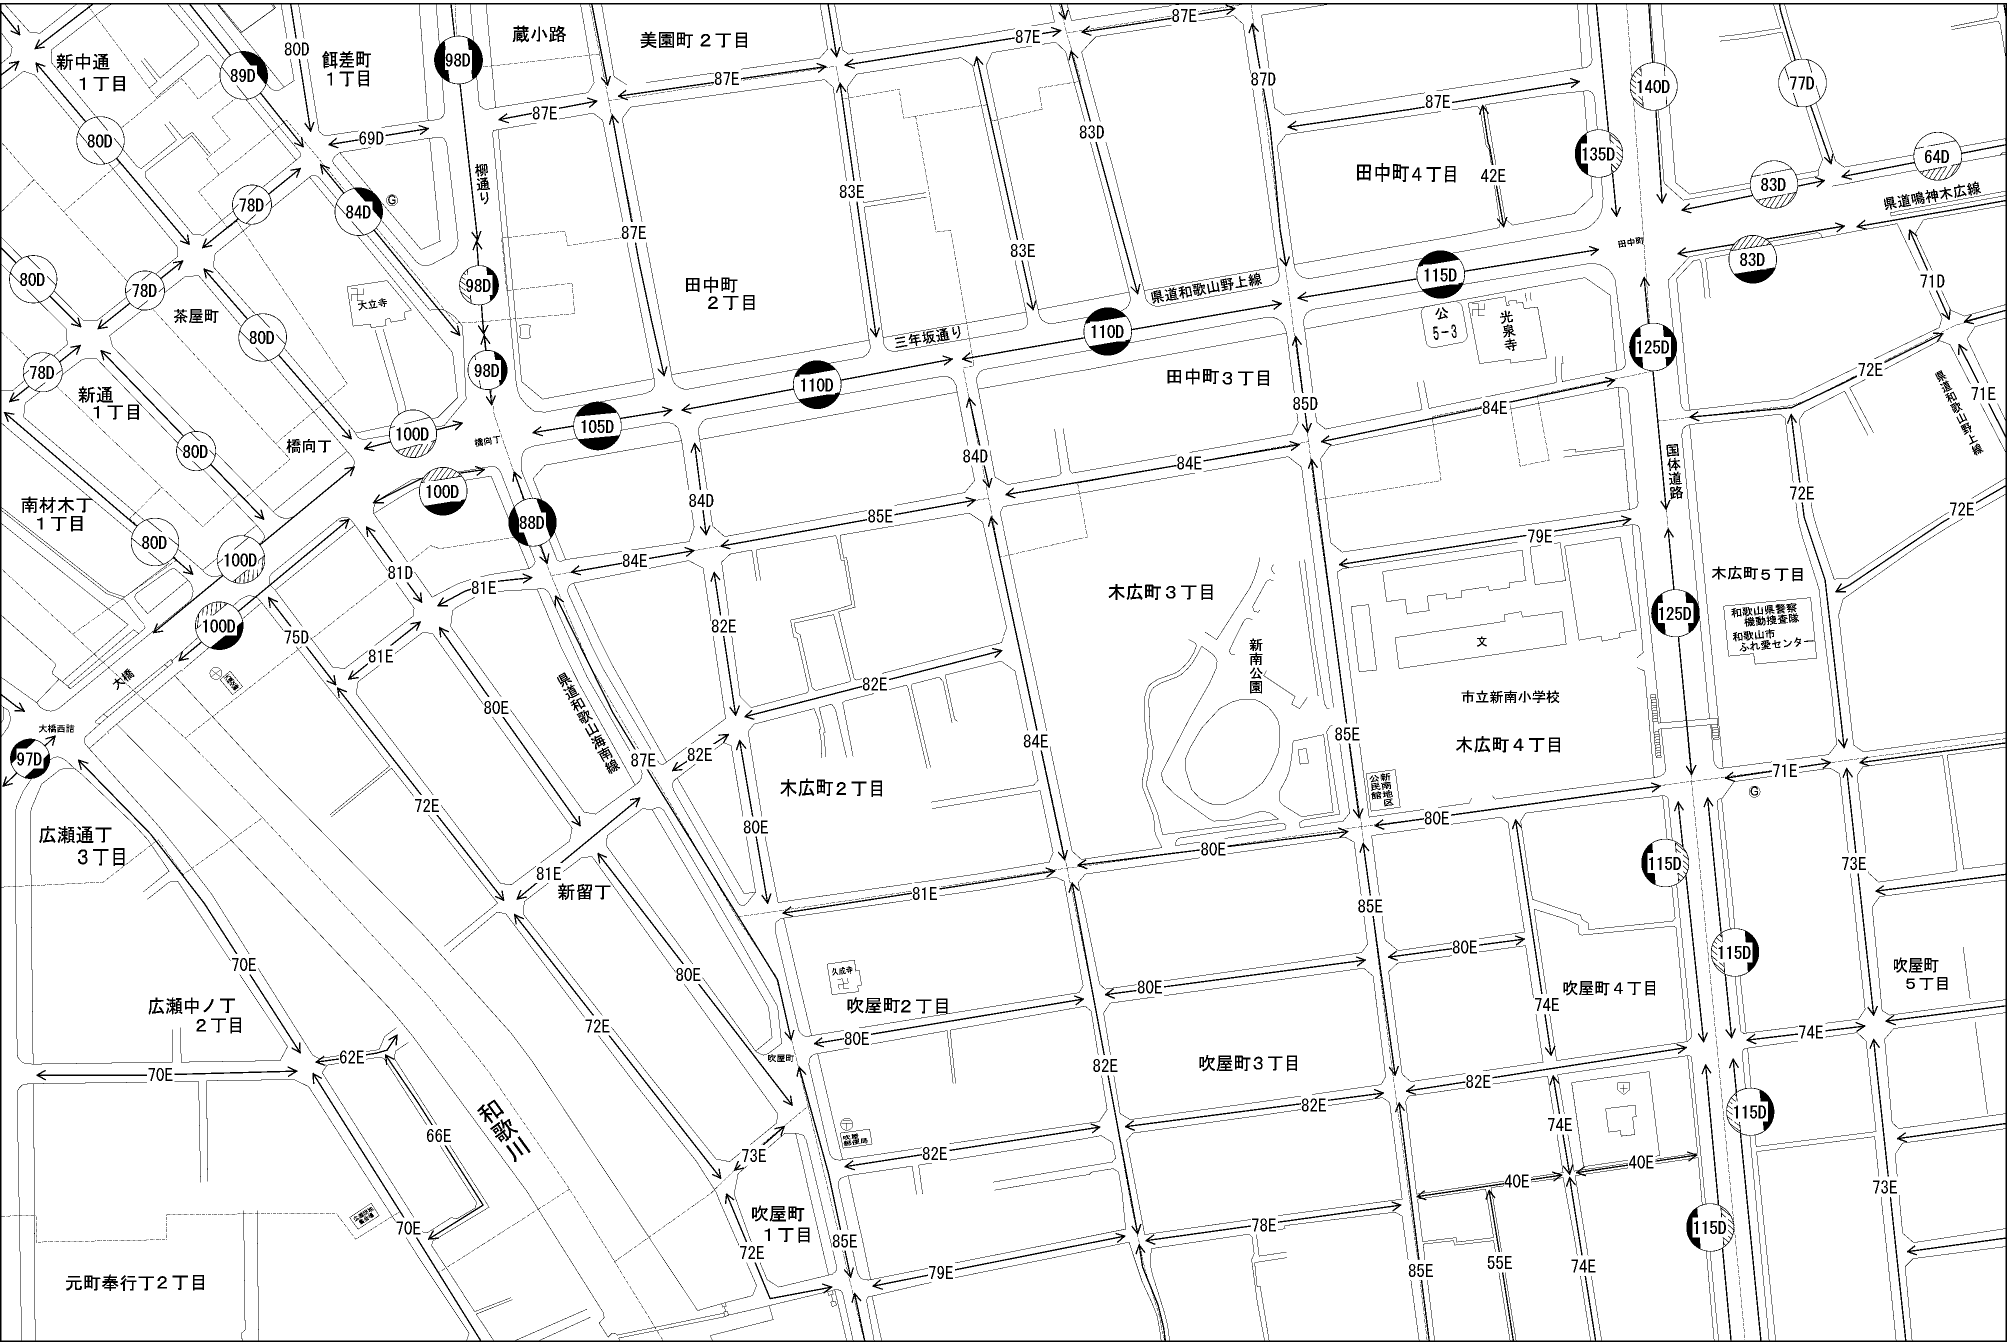 80D
蔵小路
美園町2丁目
87E
87E
新中通
1丁目
89D
餌差町
1丁目
98D
87E
87D
140D
77D
80D
69D
87E
83D
87E
135D
64D
柳通り
83E
田中町4丁目
42E
83D
県道鳴神木広線
78D
84D
G
87E
83E
田中町
80D
78D
98D
田中町
2丁目
県道和歌山野上線
115D
83D
71D
茶屋町
大立寺
80D
三年坂通り
110D
公
5-3
光泉寺
125D
78D
新通
1丁目
98D
110D
田中町3丁目
72E
県道和歌山野上線
71E
80D
橋向丁
100D
橋向丁
105D
85D
84E
84D
84E
国体道路
南材木丁
1丁目
100D
84D
72E
72E
80D
88D
85E
79E
100D
81D
84E
81E
木広町3丁目
木広町5丁目
和歌山県警察
機動捜査隊
和歌山市
ふれ愛センター
100D
75D
82E
125D
文
81E
新南公園
大橋
82E
市立新南小学校
80E
県道和歌山海南線
大橋西詰
97D
84E
85E
木広町4丁目
82E
87E
71E
72E
木広町2丁目
新南地区
公民館
G
80E
80E
広瀬通丁
3丁目
80E
115D
73E
81E
新留丁
81E
85E
115D
70E
80E
久成寺
80E
80E
吹屋町
5丁目
広瀬中ノ丁
2丁目
吹屋町2丁目
74E
吹屋町4丁目
72E
80E
74E
62E
吹屋町
吹屋町3丁目
82E
70E
82E
82E
115D
和歌川
66E
吹屋
郵便局
74E
73E
82E
40E
40E
73E
70E
吹屋町
1丁目
78E
115D
85E
72E
55E
85E
74E
79E
元町奉行丁2丁目